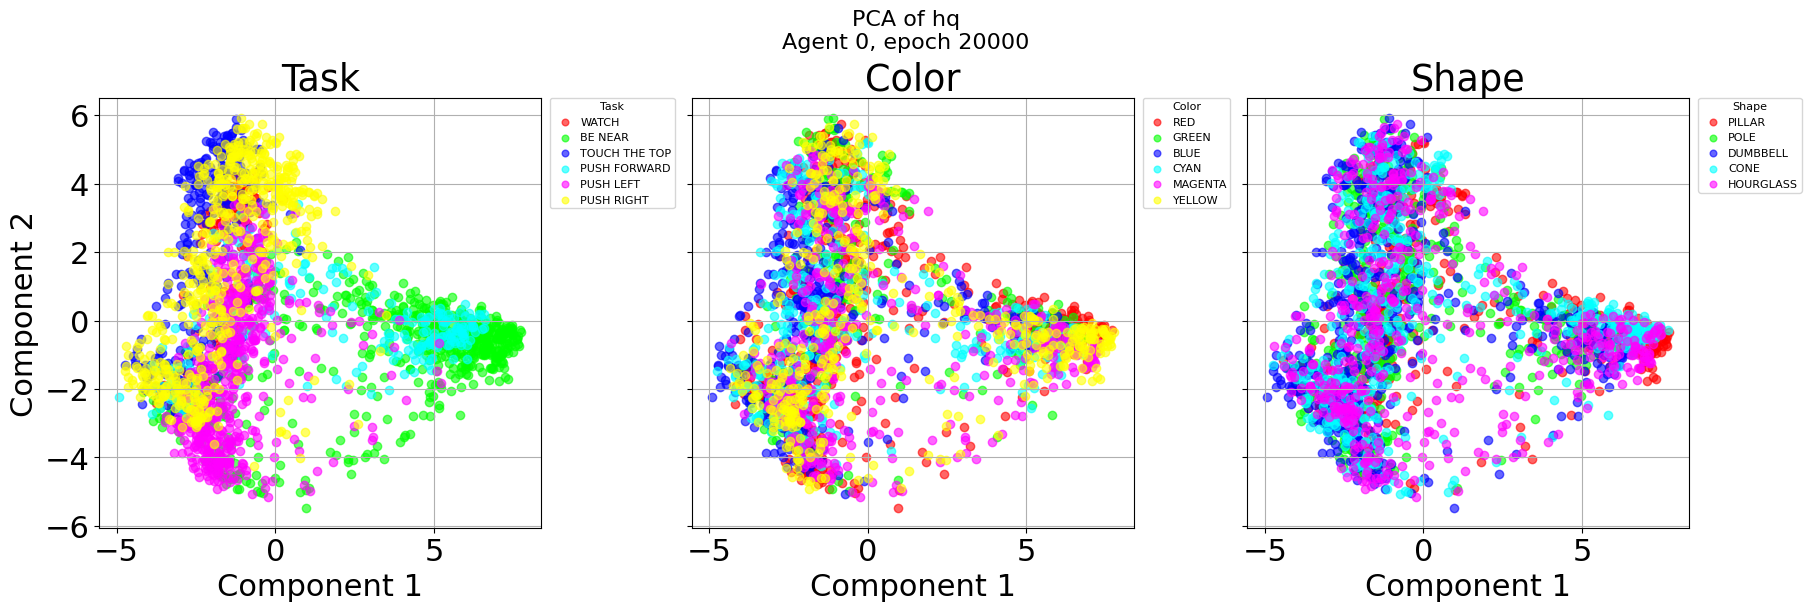 PCA of hq
Agent 0, epoch 20000
Task
Component 2
6
4
2
0
−2
−4
−6
−5
0
5
Component 1
Task
WATCH
BE NEAR
TOUCH THE TOP
PUSH FORWARD
PUSH LEFT
PUSH RIGHT
Color
−5
0
5
Component 1
Color
RED
GREEN
BLUE
CYAN
MAGENTA
YELLOW
Shape
−5
0
5
Component 1
Shape
PILLAR
POLE
DUMBBELL
CONE
HOURGLASS